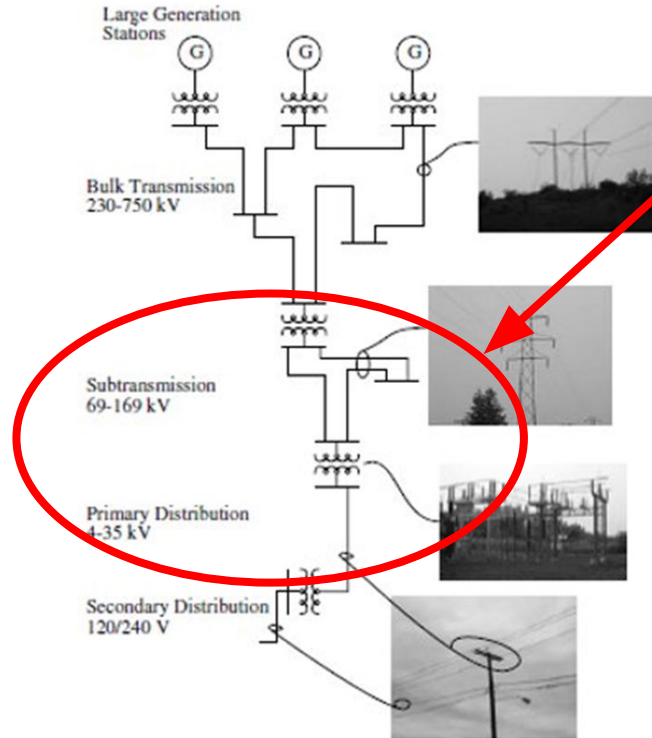 Large Generation
Stations
G
G
G
Bulk Transmission
230-750 kV
Subtransmission
69-169 kV
Primary Distribution
4-35 kV
Secondary Distribution
120/240 V